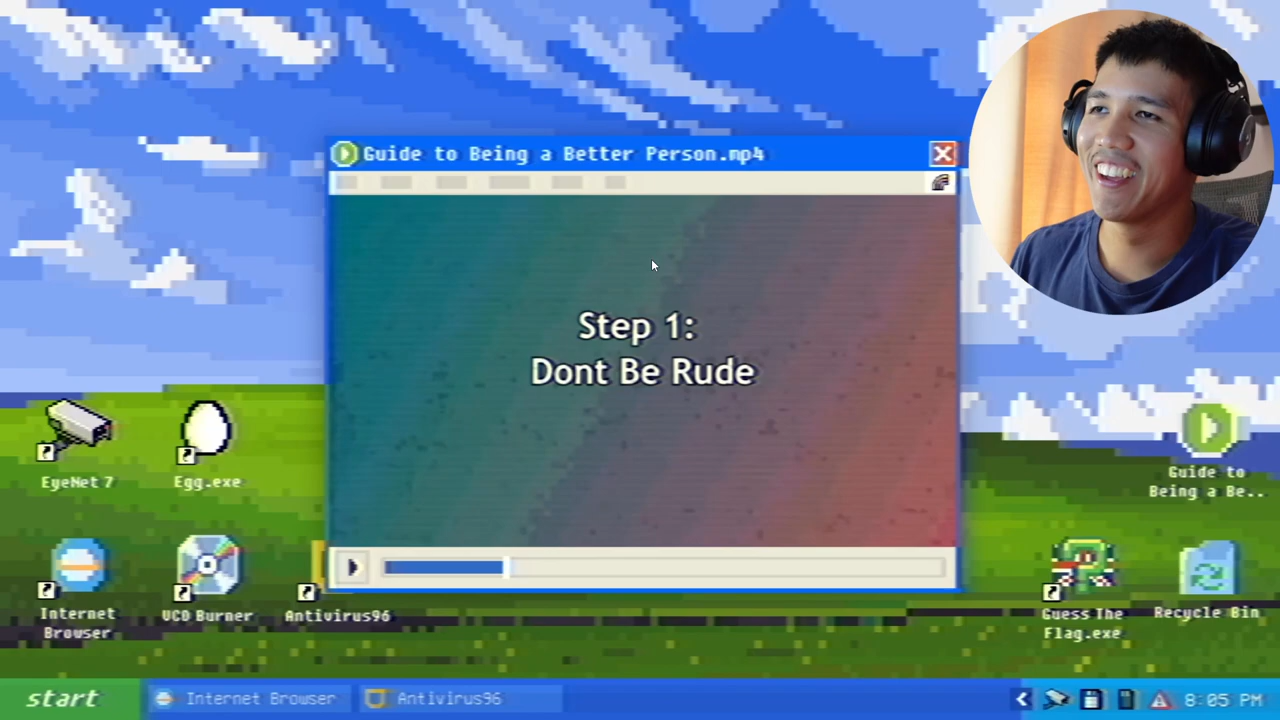 Guide to Being a Better Person.mp4
Step 1:
Dont Be Rude
EyeNet 7
Egg.exe
Guide to
Being a Be..
Internet
Browser
VCD Burner
Antivirus96
Guess The
Flag.exe
Recycle Bin
start
Internet Browser
Antivirus96
8:05 PM